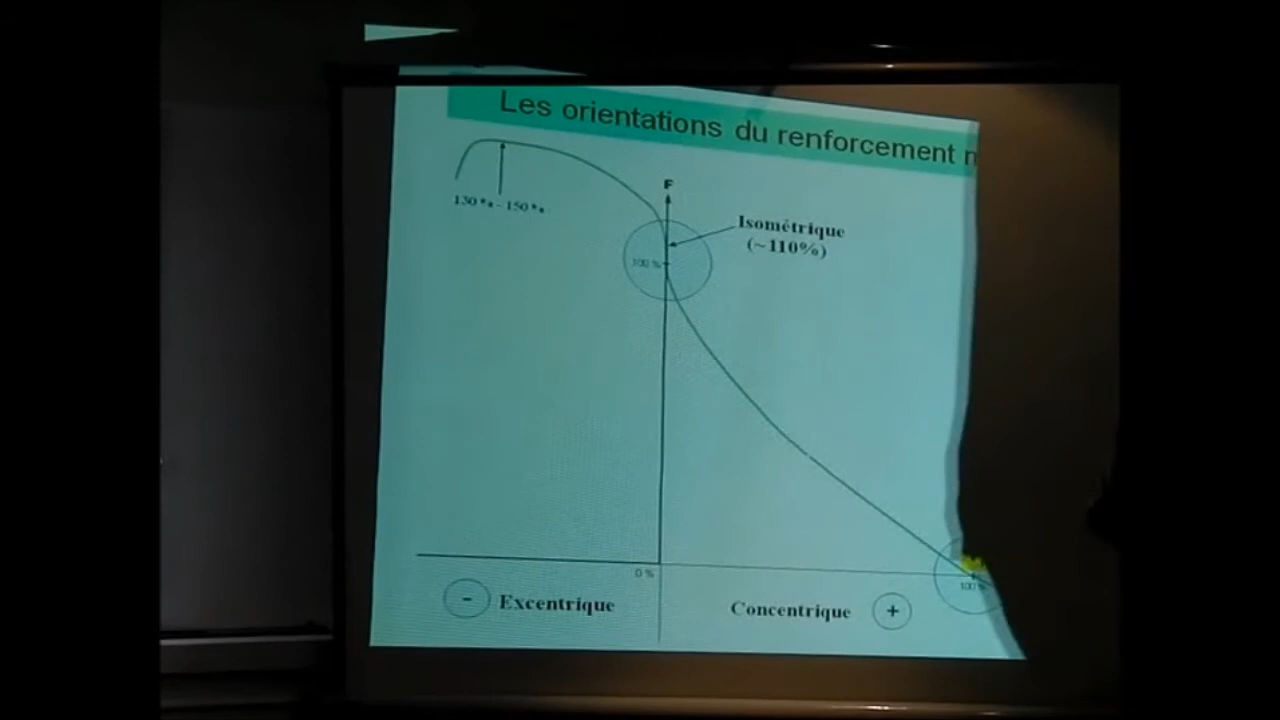 Les orientations du renforcement
130 % - 150 %
F
Isométrique
(~110%)
100 %
0 %
100 %
- Excentrique
Concentrique +